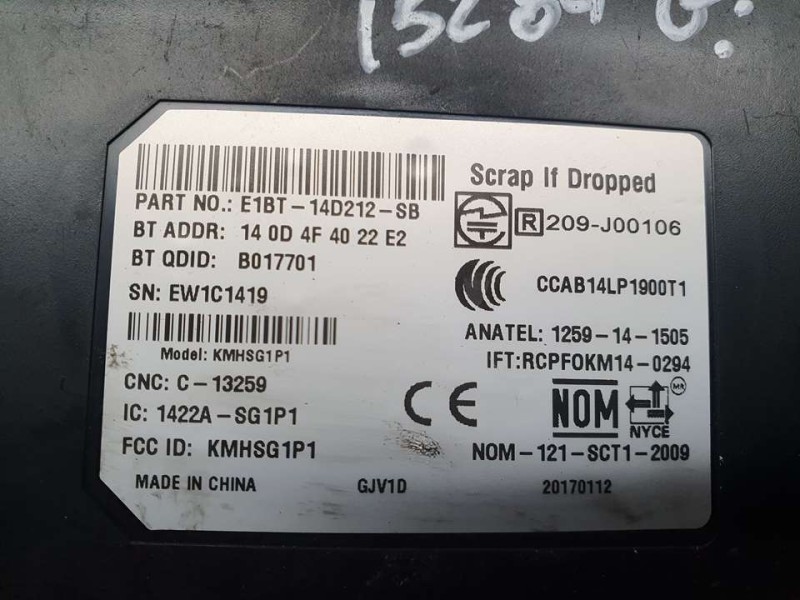 Scrap If Dropped
PART NO.: E1BT-14D212-SB
R 209-J00106
BT ADDR: 14 0D 4F 40 22 E2
BT QDID: B017701
CCAB14LP1900T1
SN: EW1C1419
ANATEL: 1259-14-1505
Model: KMHSG1P1
IFT:RCPFOKM14-0294
CNC: C-13259
CE
NOM
MR
NYCE
IC: 1422A-SG1P1
FCC ID: KMHSG1P1
NOM-121-SCT1-2009
MADE IN CHINA GJV1D 20170112